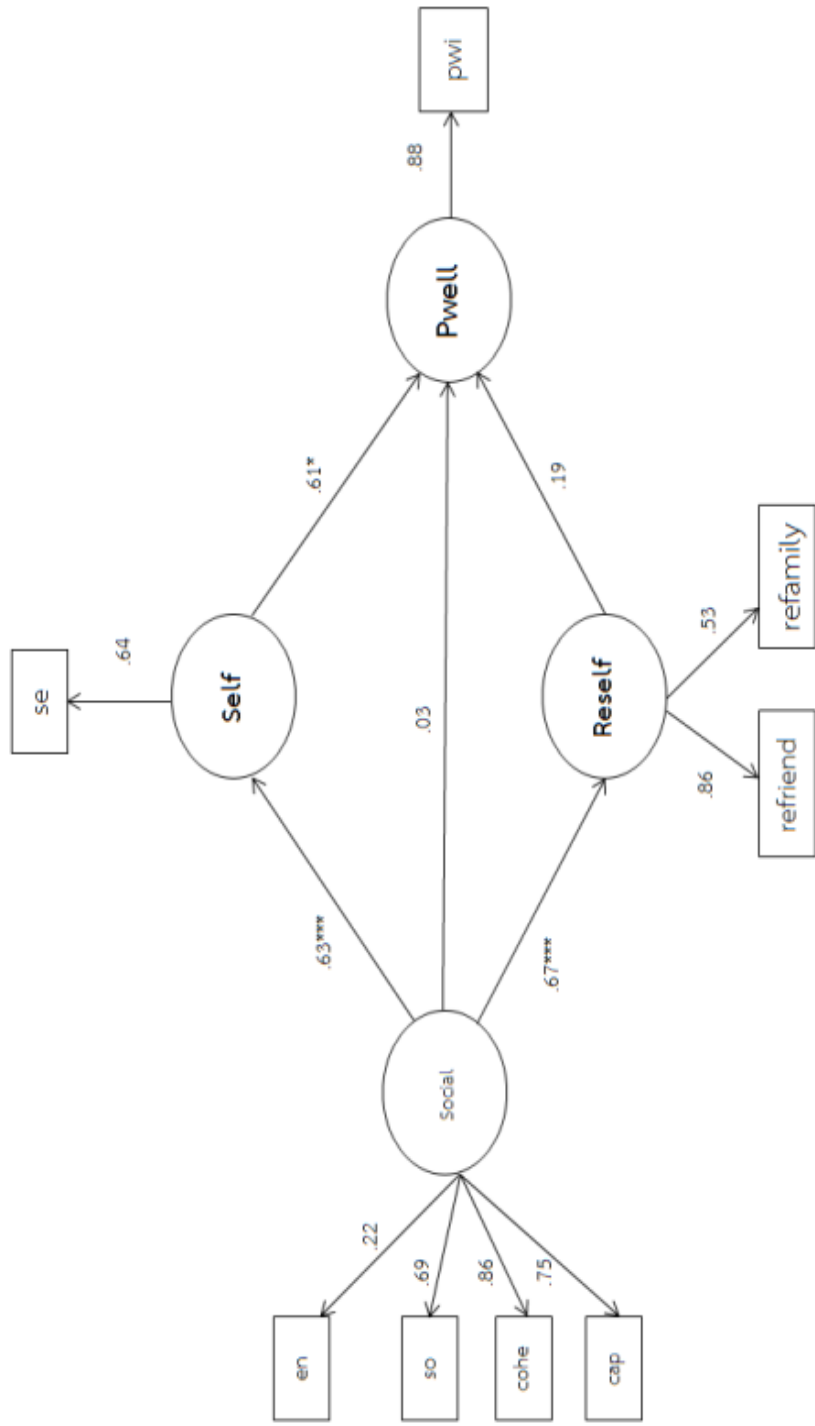 se
.64
Self
.63***
.61*
en
.22
so
.69
cohe
.86
cap
.75
Social
.03
Pwell
.88
pwi
.67***
.19
Reself
.86
.53
refriend
refamily